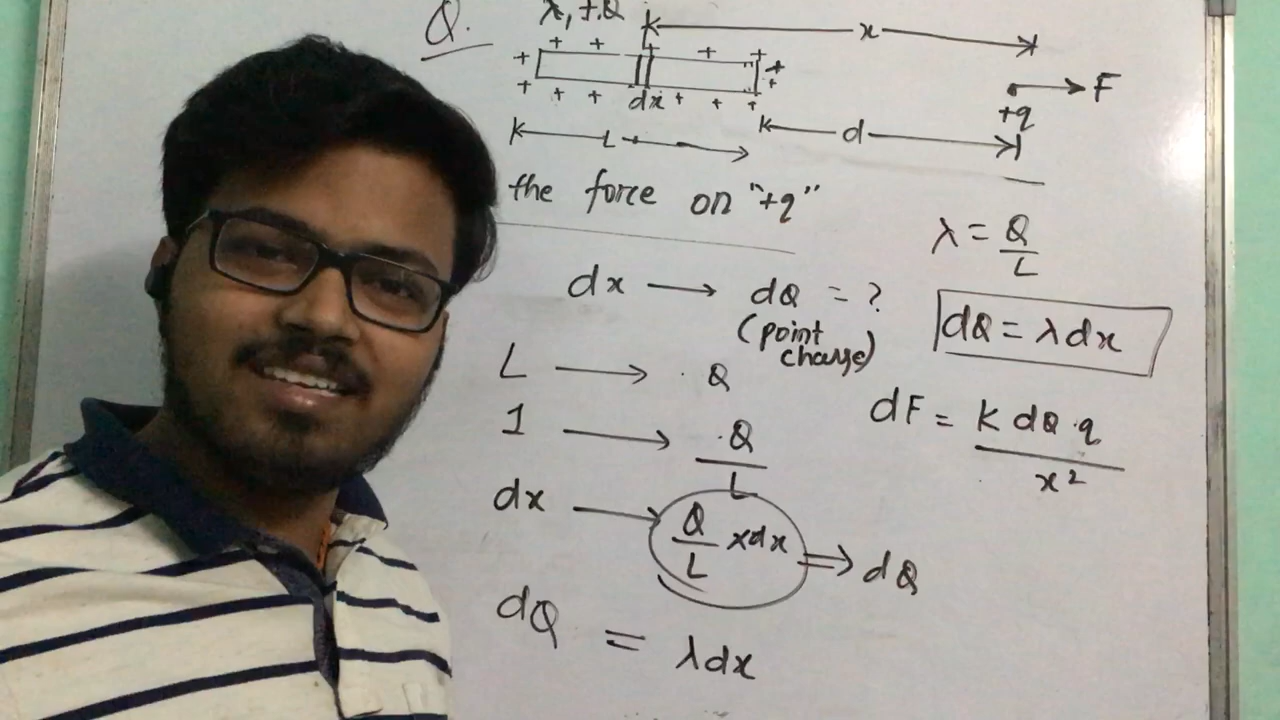 Q.
λ, +Q
x
dx
+q
F
L
d
the force on "+q"
λ = Q/L
dx → dQ = ?
(point charge)
dQ = λdx
L → Q
1 → Q/L
dF = K dQ·q/x²
dx → Q/L × dx ⇒ dQ
dQ = λdx